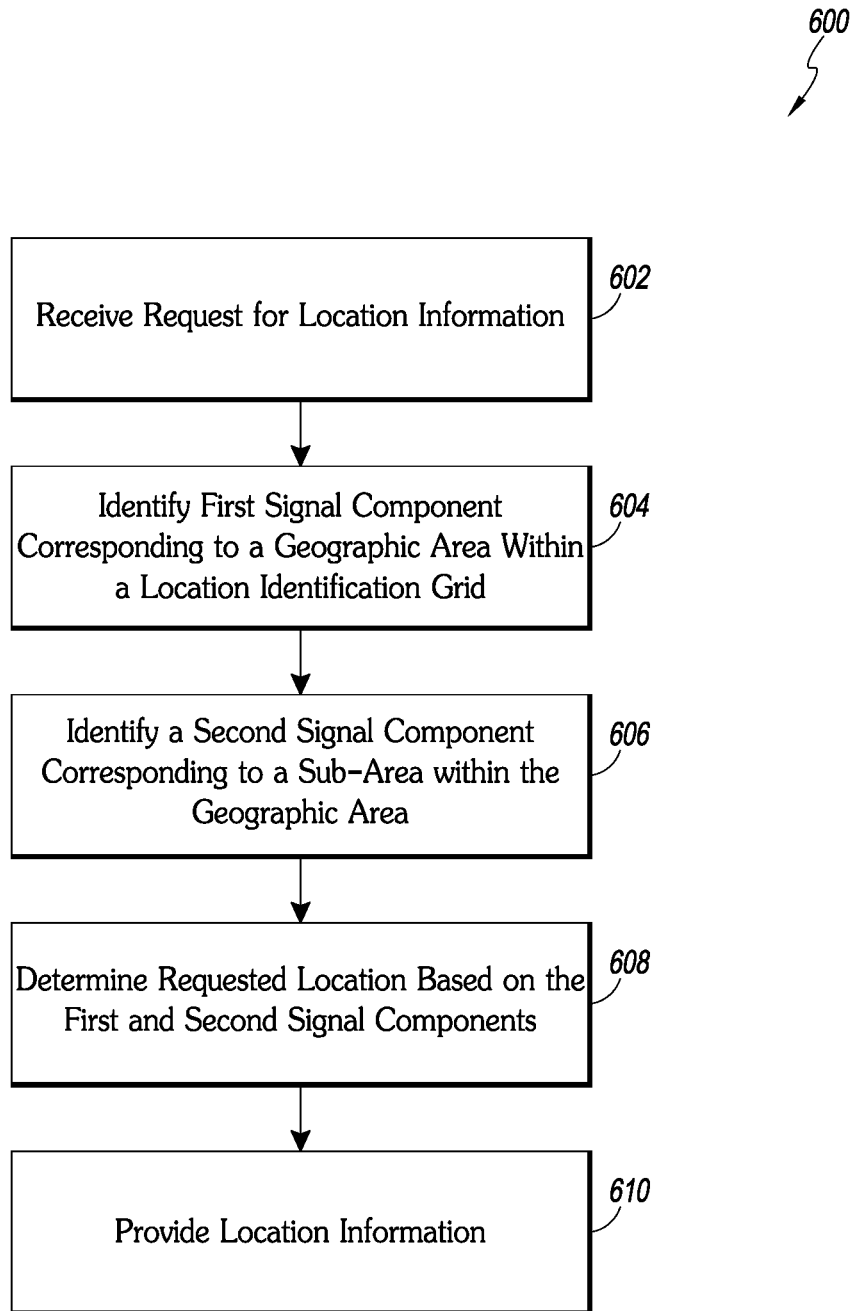 600
Receive Request for Location Information
602
Identify First Signal Component
Corresponding to a Geographic Area Within
a Location Identification Grid
604
Identify a Second Signal Component
Corresponding to a Sub-Area within the
Geographic Area
606
Determine Requested Location Based on the
First and Second Signal Components
608
Provide Location Information
610